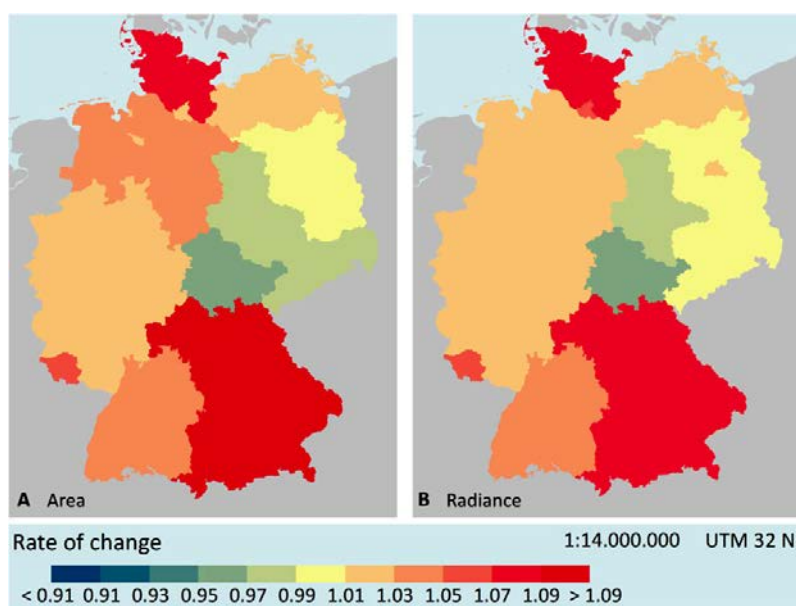 A Area
B Radiance
Rate of change 1:14.000.000 UTM 32 N
< 0.91 0.91 0.93 0.95 0.97 0.99 1.01 1.03 1.05 1.07 1.09 > 1.09